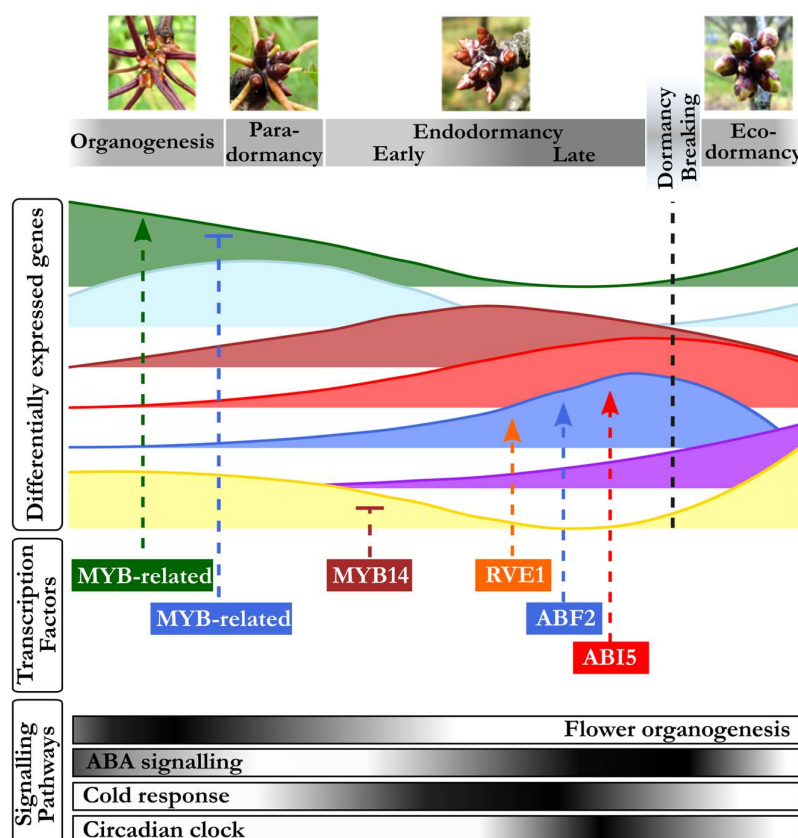 Organogenesis
Para-
dormancy
Endodormancy
Early
Late
Dormancy
Breaking
Eco-
dormancy
Differentially expressed genes
Transcription
Factors
MYB-related
MYB-related
MYB14
RVE1
ABF2
ABI5
Signalling
Pathways
Flower organogenesis
ABA signalling
Cold response
Circadian clock